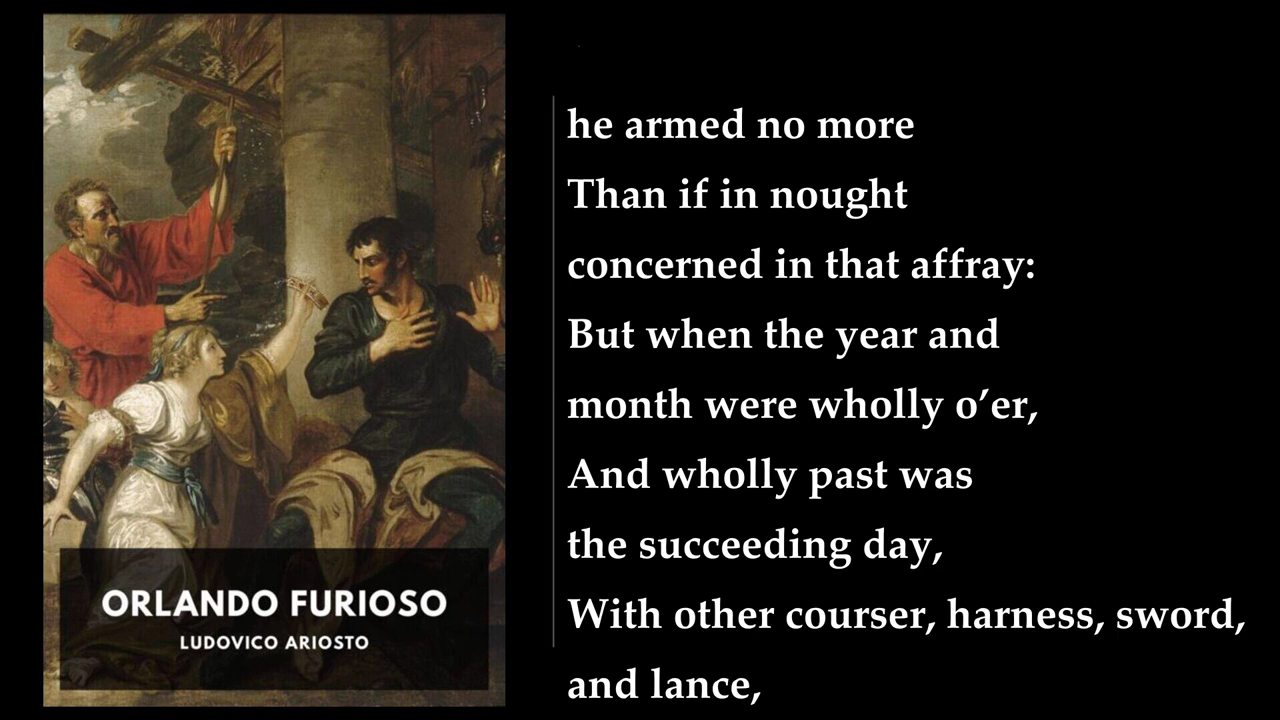 he armed no more
Than if in nought
concerned in that affray:
But when the year and
month were wholly o’er,
And wholly past was
the succeeding day,
With other courser, harness, sword,
and lance,
ORLANDO FURIOSO
LUDOVICO ARIOSTO